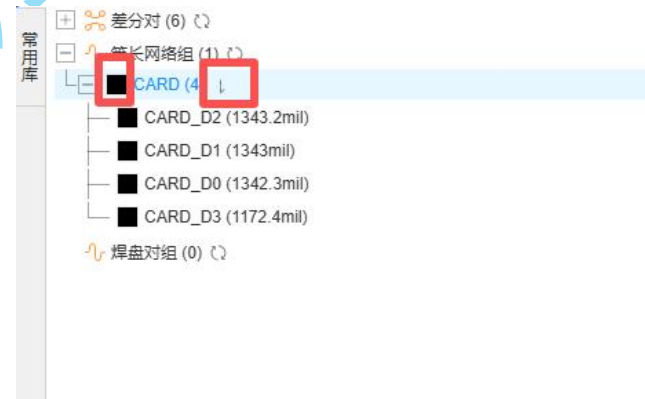 常用库
差分对 (6)
等长网络组 (1)
CARD (4
CARD_D2 (1343.2mil)
CARD_D1 (1343mil)
CARD_D0 (1342.3mil)
CARD_D3 (1172.4mil)
焊盘对组 (0)